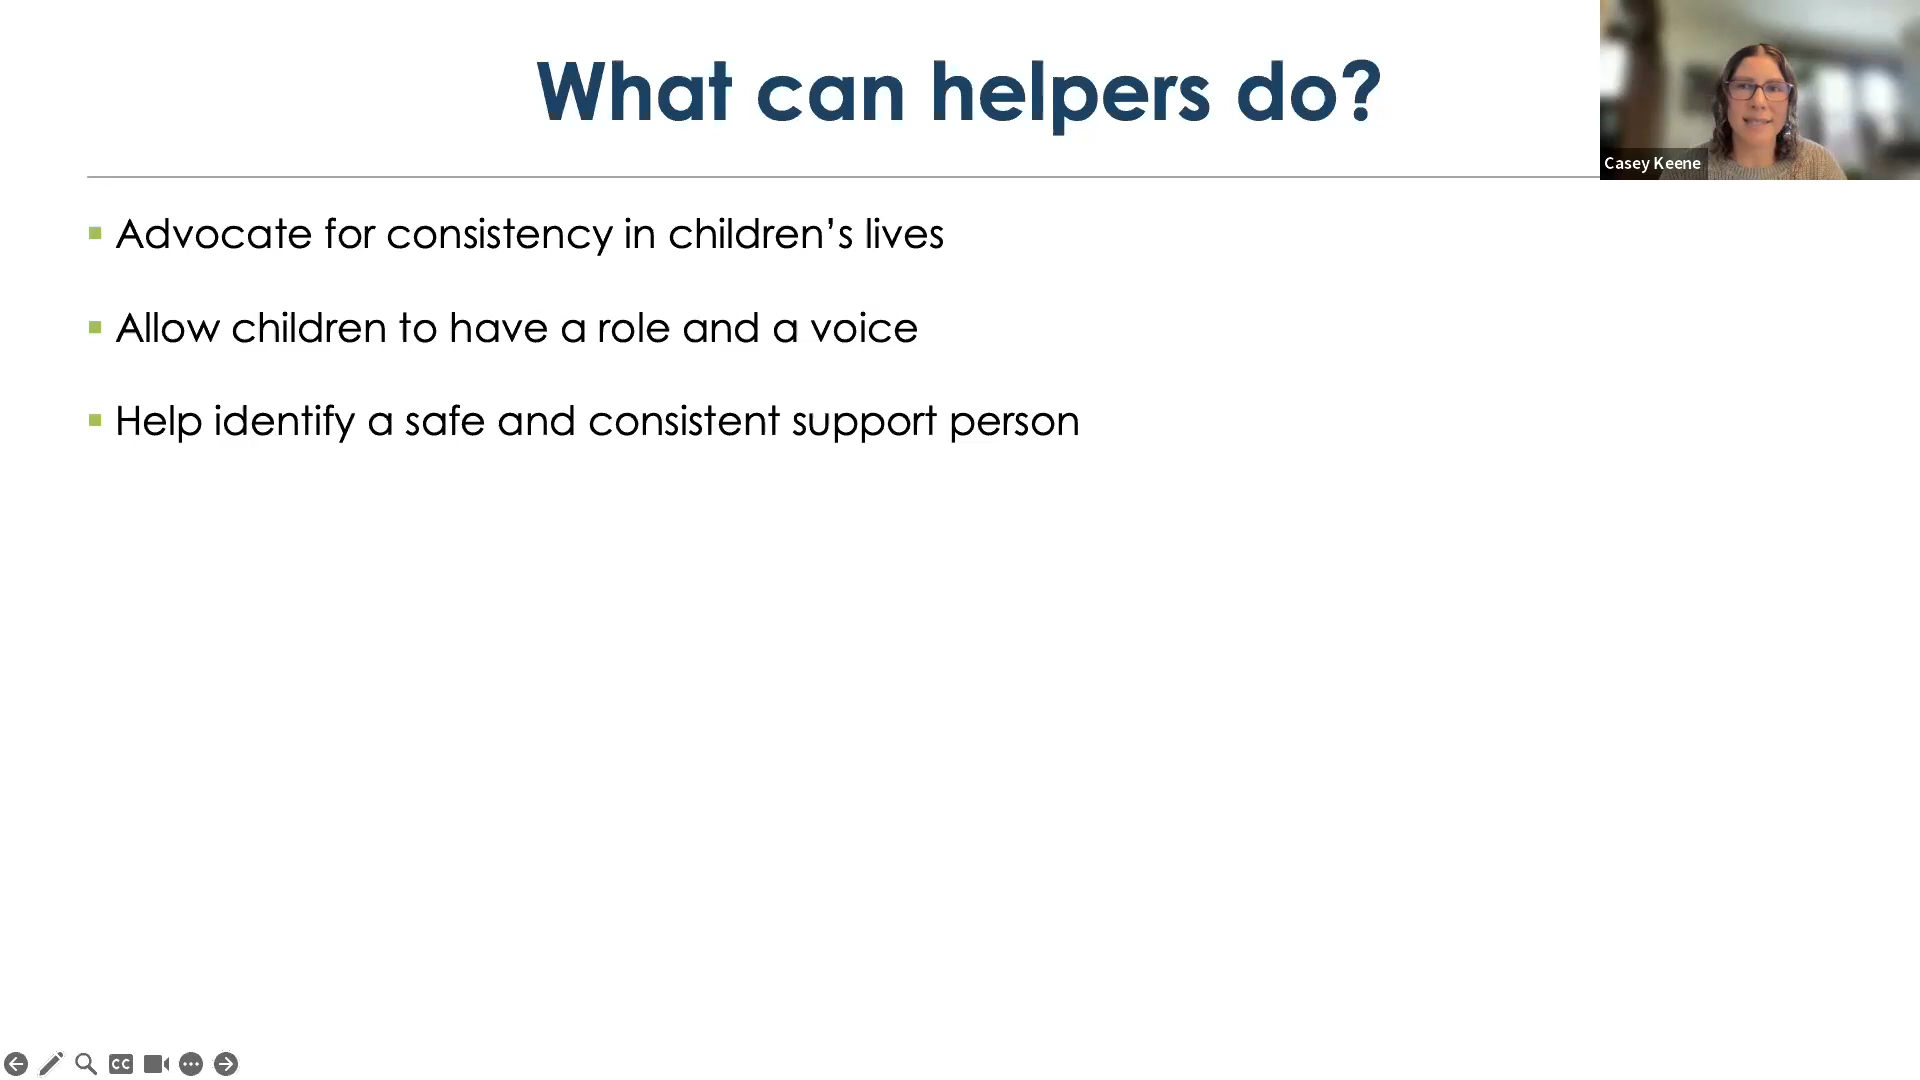 What can helpers do?
Casey Keene
Advocate for consistency in children’s lives
Allow children to have a role and a voice
Help identify a safe and consistent support person
CC